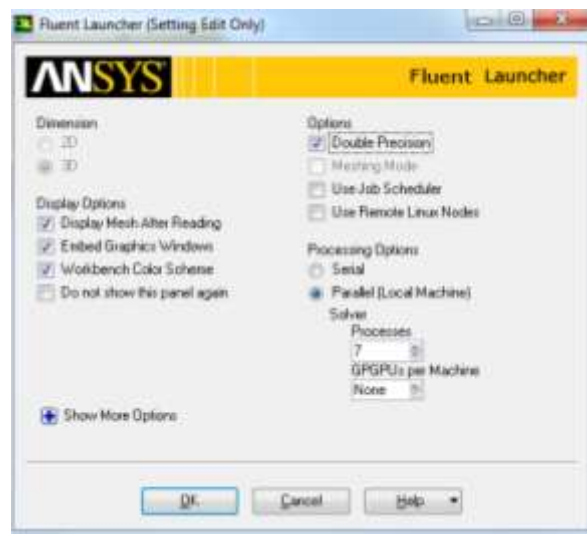 Fluent Launcher (Setting Edit Only)
ANSYS
Fluent Launcher
Dimension
2D
3D
Display Options
Display Mesh After Reading
Embed Graphics Windows
Workbench Color Scheme
Do not show this panel again
Show More Options
Options
Double Precision
Meshing Mode
Use Job Scheduler
Use Remote Linux Nodes
Processing Options
Serial
Parallel (Local Machine)
Solver
Processes
7
GPGPUs per Machine
None
OK
Cancel
Help